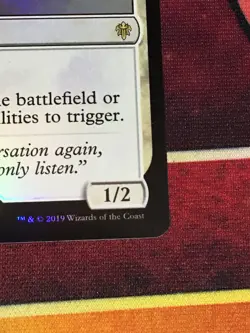 e battlefield or
lities to trigger.
rsation again,
only listen.”
1/2
™ & © 2019 Wizards of the Coast